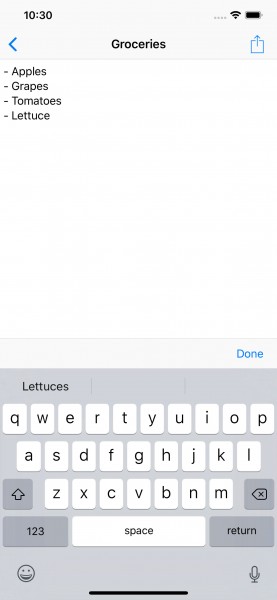 10:30
Groceries
- Apples
- Grapes
- Tomatoes
- Lettuce
Done
Lettuces
q w e r t y u i o p
a s d f g h j k l
z x c v b n m
123 space return